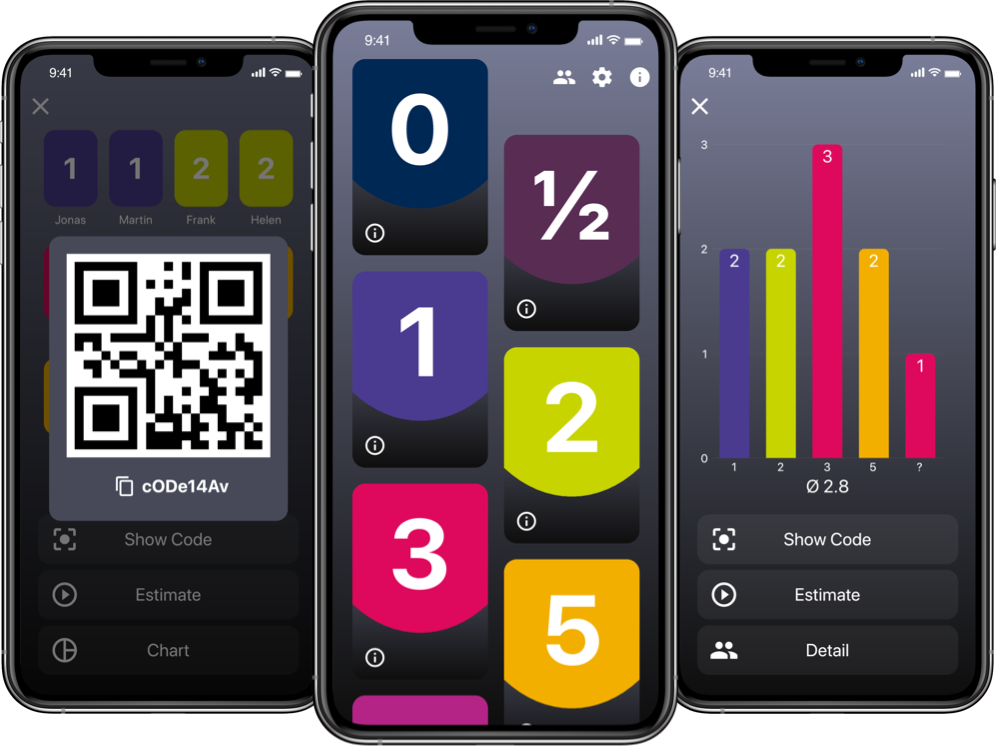 9:41
1 1 2 2
Jonas Martin Frank Helen
cODe14Av
Show Code
Estimate
Chart
9:41
0
½
1
2
3
5
9:41
3
3
2
2 2 2
1
1
0
1 2 3 5 ?
Ø 2.8
Show Code
Estimate
Detail